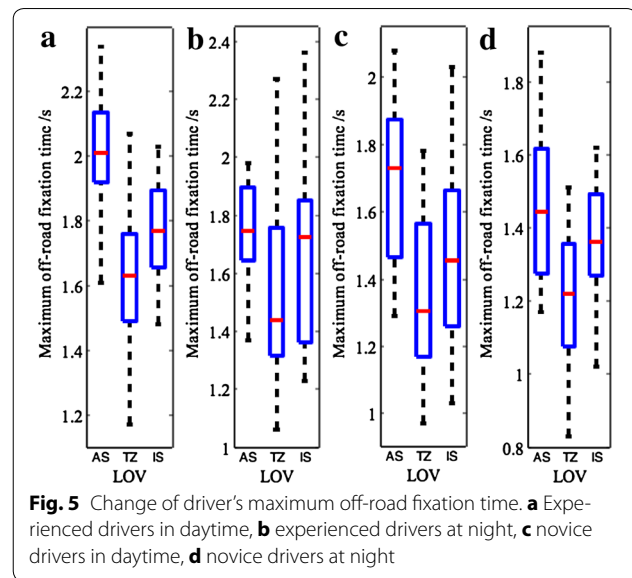 a
b
c
d
Maximum off-road fixation time /s
2.2
2
1.8
1.6
1.4
1.2
AS TZ IS
LOV
Maximum off-road fixation time /s
2.4
2.2
2
1.8
1.6
1.4
1.2
1
AS TZ IS
LOV
Maximum off-road fixation time /s
2
1.8
1.6
1.4
1.2
1
AS TZ IS
LOV
Maximum off-road fixation time /s
1.8
1.6
1.4
1.2
1
0.8
AS TZ IS
LOV
Fig. 5 Change of driver's maximum off-road fixation time. a Expe-
rienced drivers in daytime, b experienced drivers at night, c novice
drivers in daytime, d novice drivers at night